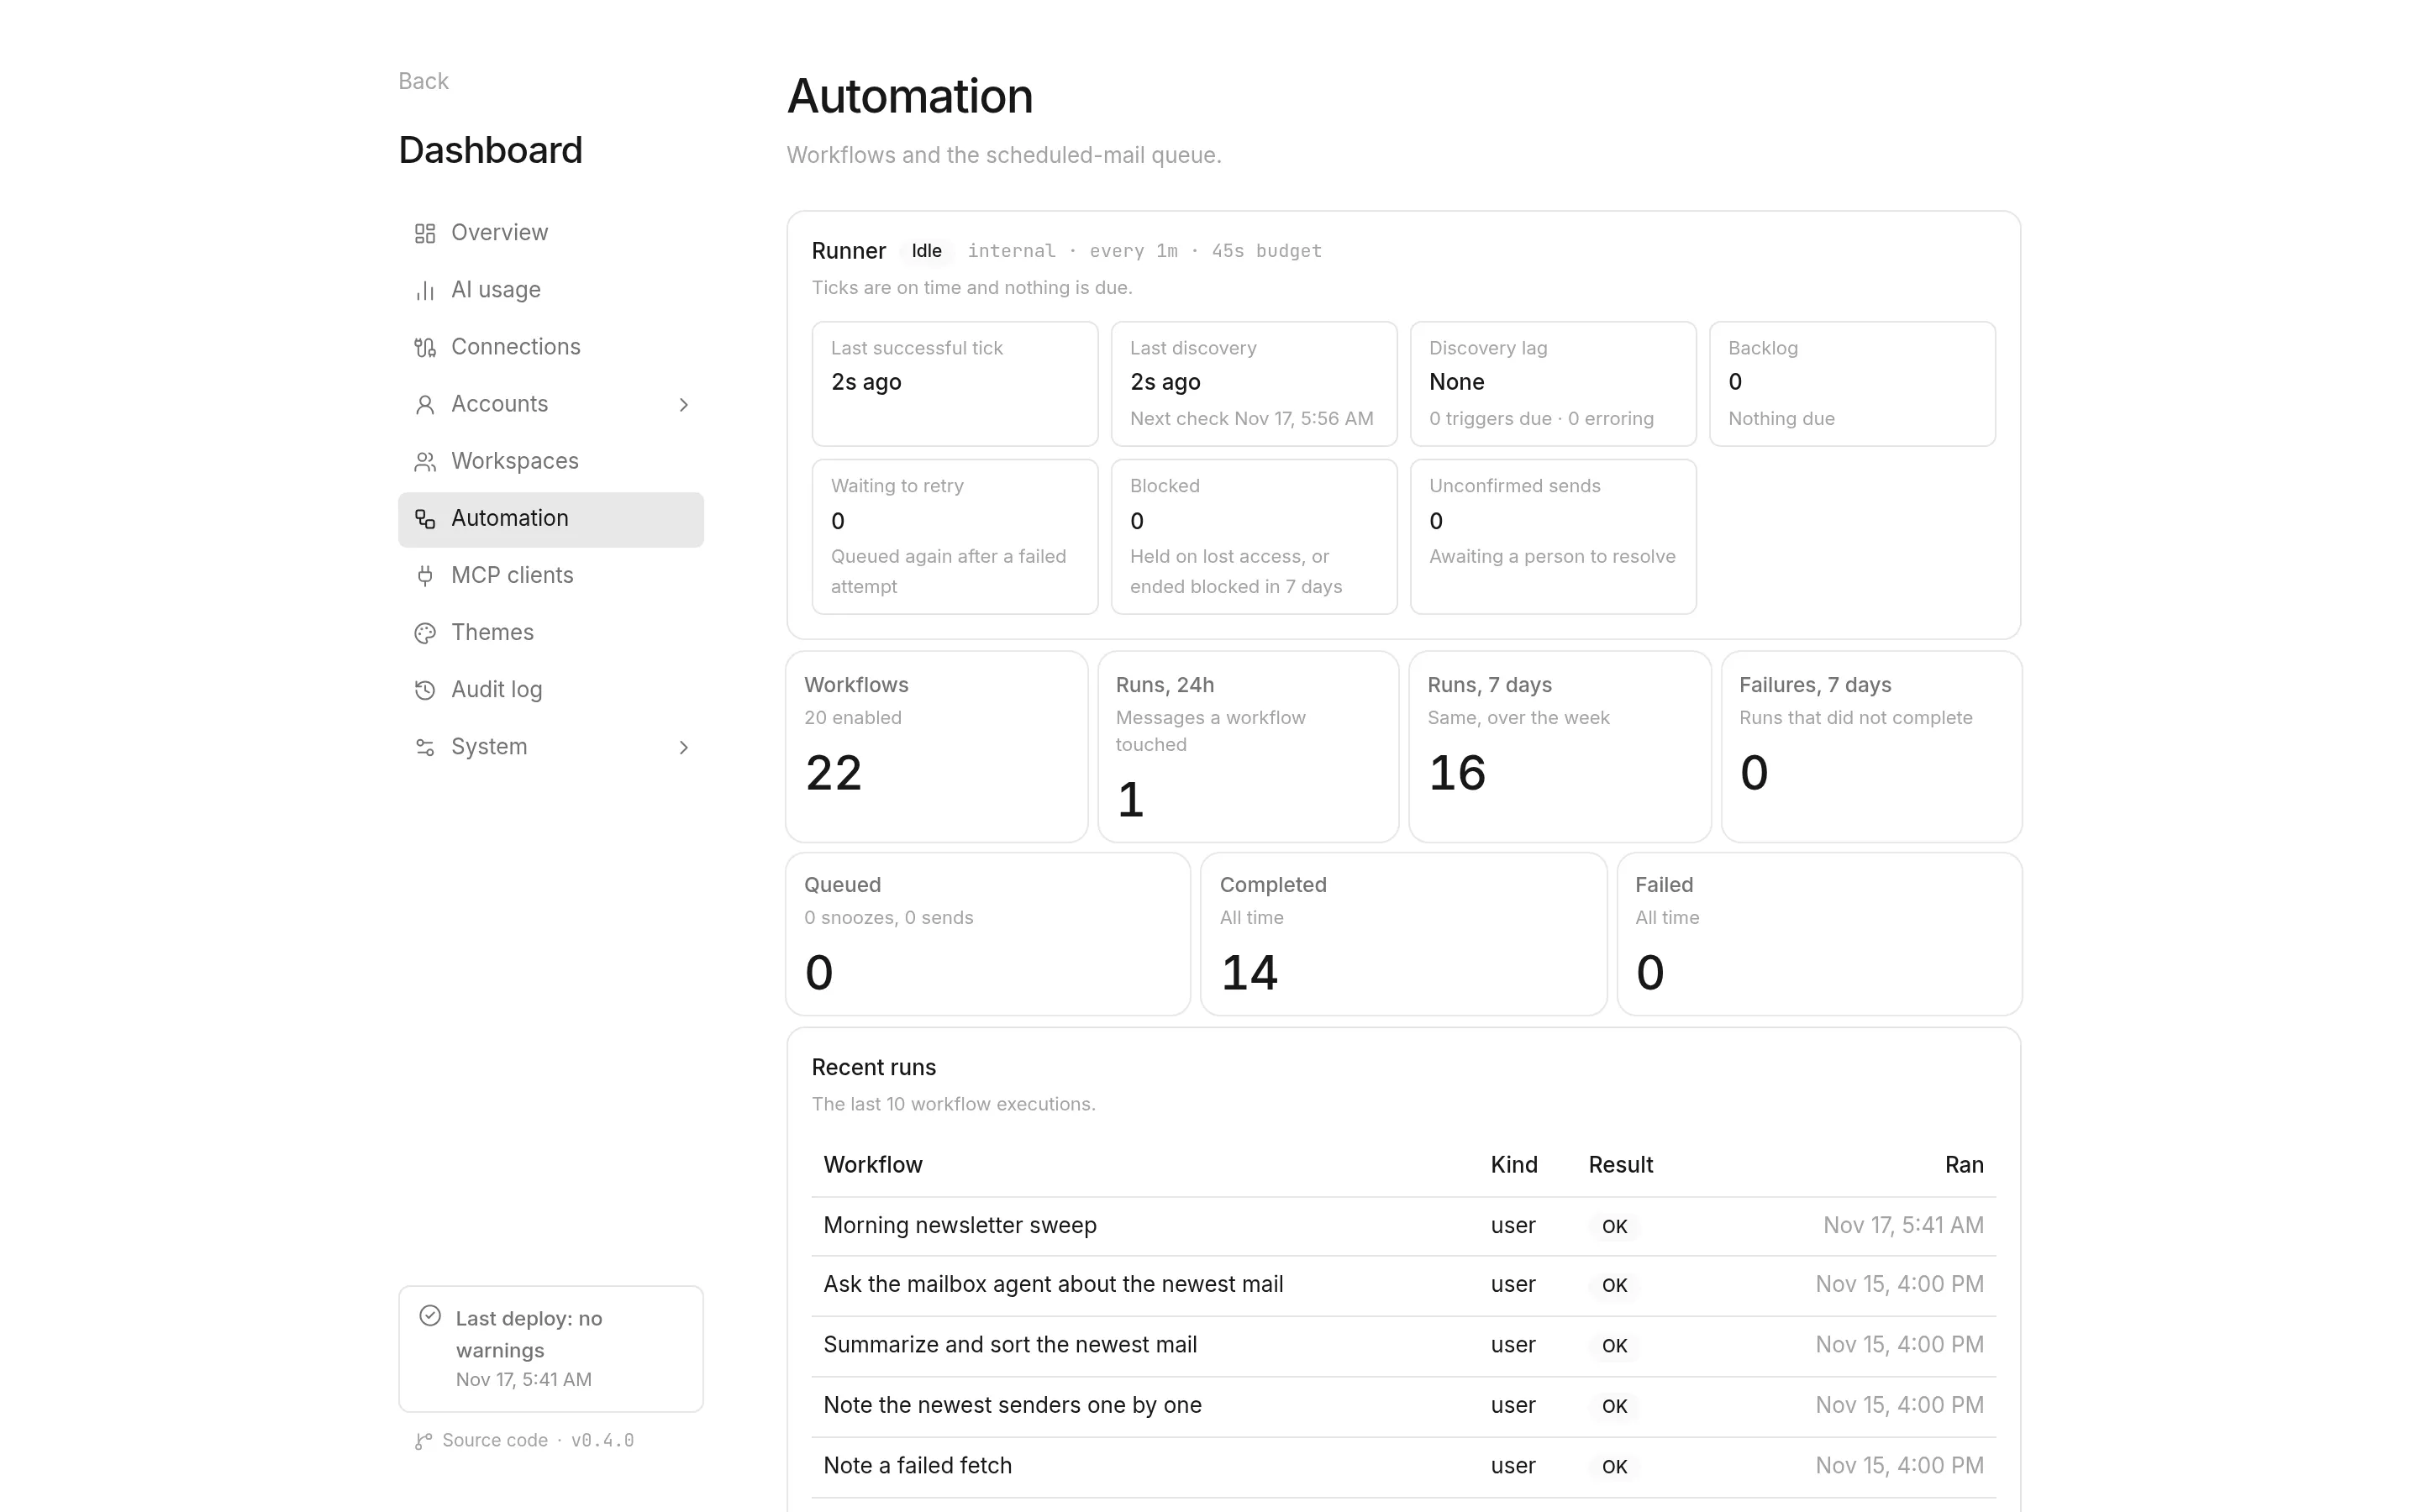 Back
Dashboard
Overview
AI usage
Connections
Accounts
Workspaces
Automation
MCP clients
Themes
Audit log
System
Last deploy: no
warnings
Nov 17, 5:41 AM
Source code · v0.4.0
Automation
Workflows and the scheduled-mail queue.
Runner Idle internal · every 1m · 45s budget
Ticks are on time and nothing is due.
Last successful tick
2s ago
Last discovery
2s ago
Next check Nov 17, 5:56 AM
Discovery lag
None
0 triggers due · 0 erroring
Backlog
0
Nothing due
Waiting to retry
0
Queued again after a failed
attempt
Blocked
0
Held on lost access, or
ended blocked in 7 days
Unconfirmed sends
0
Awaiting a person to resolve
Workflows
20 enabled
22
Runs, 24h
Messages a workflow
touched
1
Runs, 7 days
Same, over the week
16
Failures, 7 days
Runs that did not complete
0
Queued
0 snoozes, 0 sends
0
Completed
All time
14
Failed
All time
0
Recent runs
The last 10 workflow executions.
Workflow Kind Result Ran
Morning newsletter sweep user OK Nov 17, 5:41 AM
Ask the mailbox agent about the newest mail user OK Nov 15, 4:00 PM
Summarize and sort the newest mail user OK Nov 15, 4:00 PM
Note the newest senders one by one user OK Nov 15, 4:00 PM
Note a failed fetch user OK Nov 15, 4:00 PM